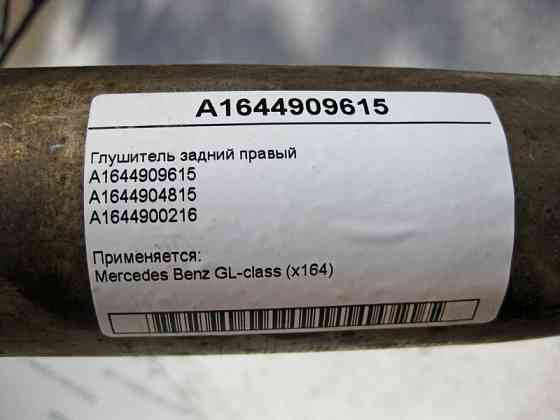 A1644909615
Глушитель задний правый
A1644909615
A1644904815
A1644900216
Применяется:
Mercedes Benz GL-class (x164)